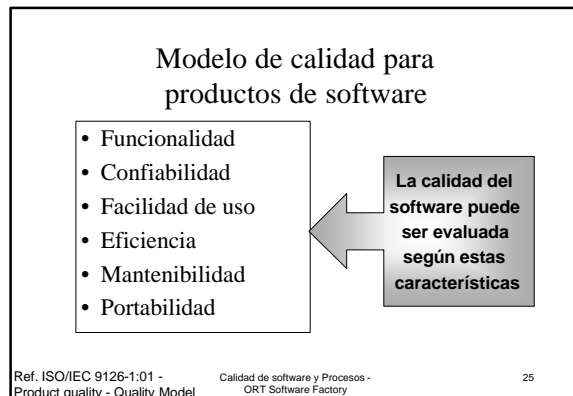 Modelo de calidad para
productos de software
• Funcionalidad
• Confiabilidad
• Facilidad de uso
• Eficiencia
• Mantenibilidad
• Portabilidad
La calidad del
software puede
ser evaluada
según estas
características
Ref. ISO/IEC 9126-1:01 -
Product quality - Quality Model
Calidad de software y Procesos -
ORT Software Factory
25